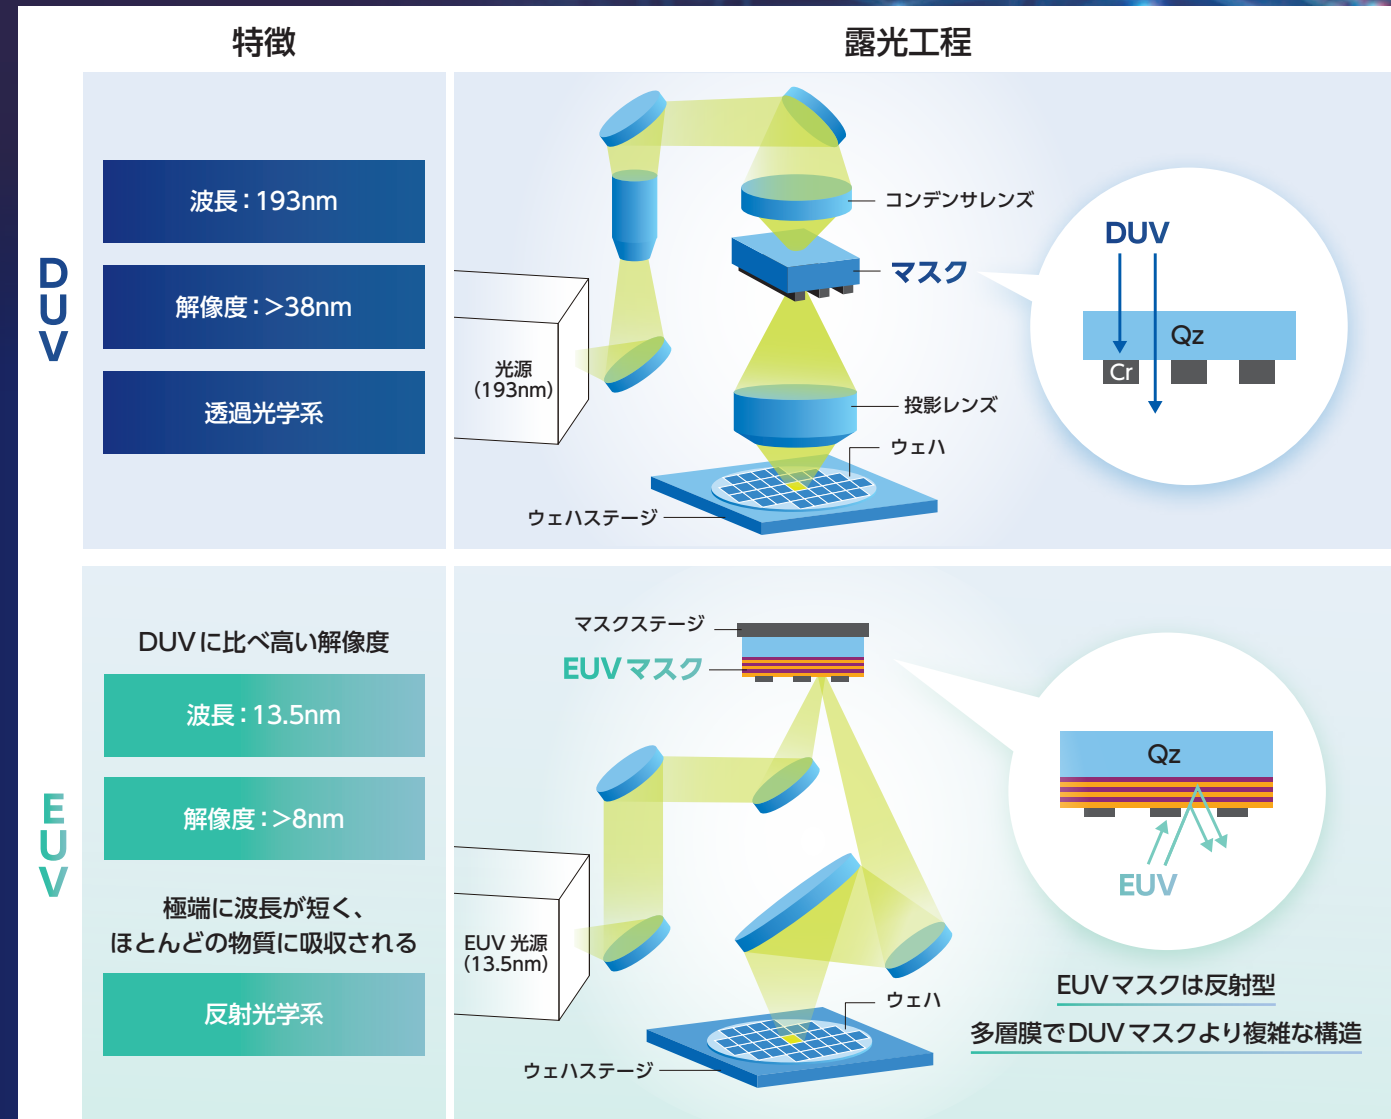 特徴
露光工程
DUV
波長：193nm
解像度：>38nm
透過光学系
光源
(193nm)
コンデンサレンズ
マスク
投影レンズ
ウェハ
ウェハステージ
DUV
Qz
Cr
EUV
DUVに比べ高い解像度
波長：13.5nm
解像度：>8nm
極端に波長が短く、
ほとんどの物質に吸収される
反射光学系
マスクステージ
EUVマスク
EUV 光源
(13.5nm)
ウェハ
ウェハステージ
Qz
EUV
EUVマスクは反射型
多層膜でDUVマスクより複雑な構造